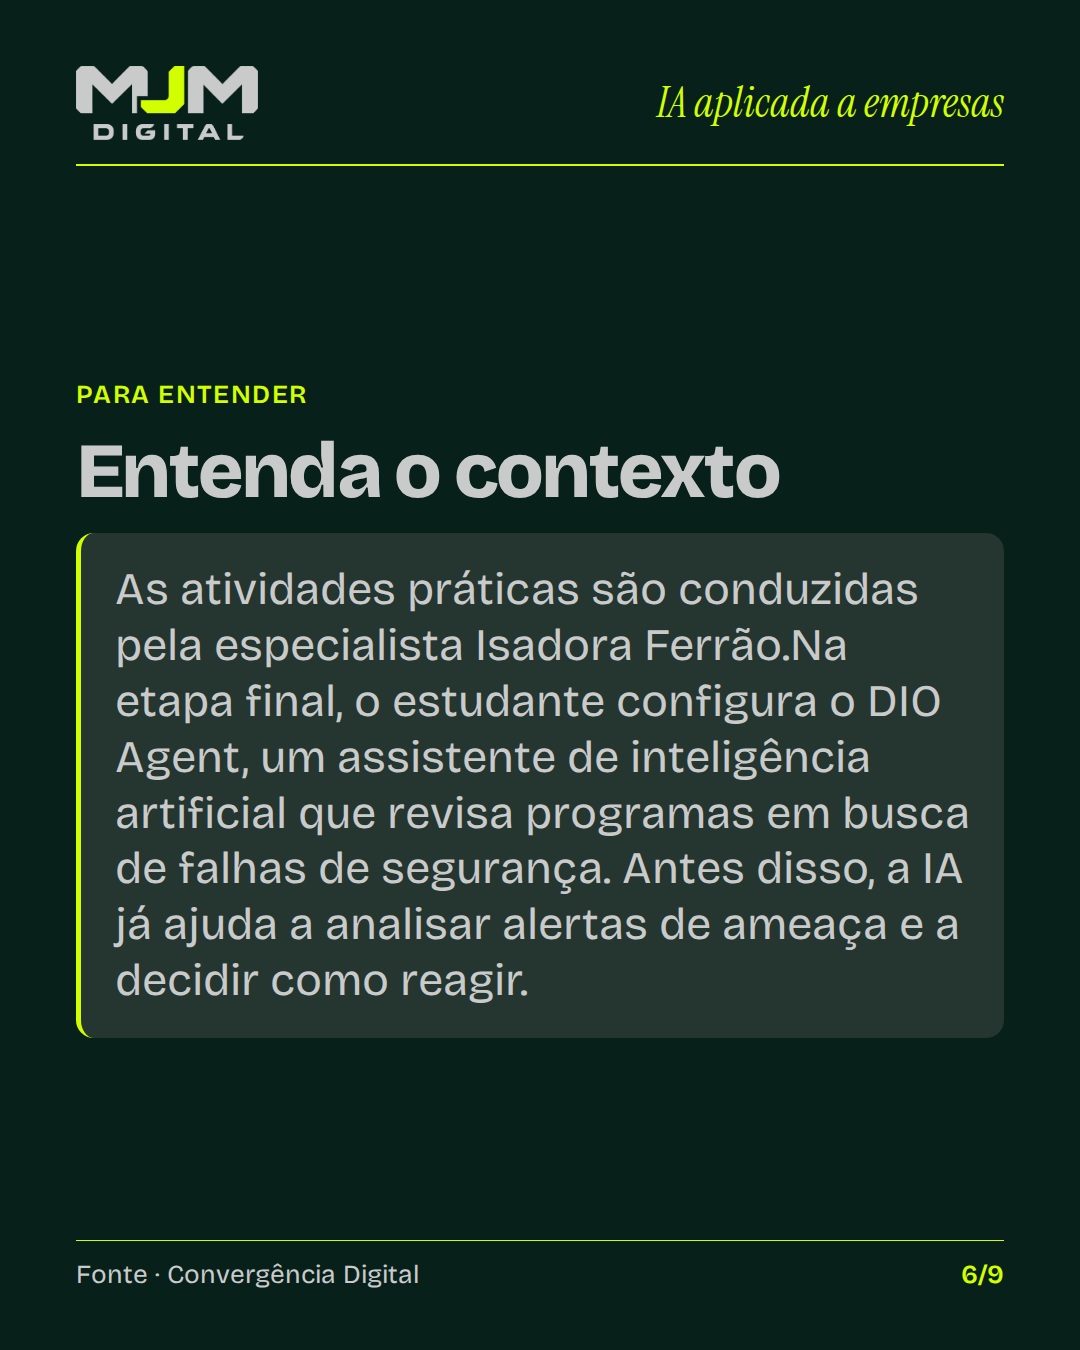 MJM
DIGITAL
IA aplicada a empresas
PARA ENTENDER
Entenda o contexto
As atividades práticas são conduzidas
pela especialista Isadora Ferrão.Na
etapa final, o estudante configura o DIO
Agent, um assistente de inteligência
artificial que revisa programas em busca
de falhas de segurança. Antes disso, a IA
já ajuda a analisar alertas de ameaça e a
decidir como reagir.
Fonte · Convergência Digital
6/9